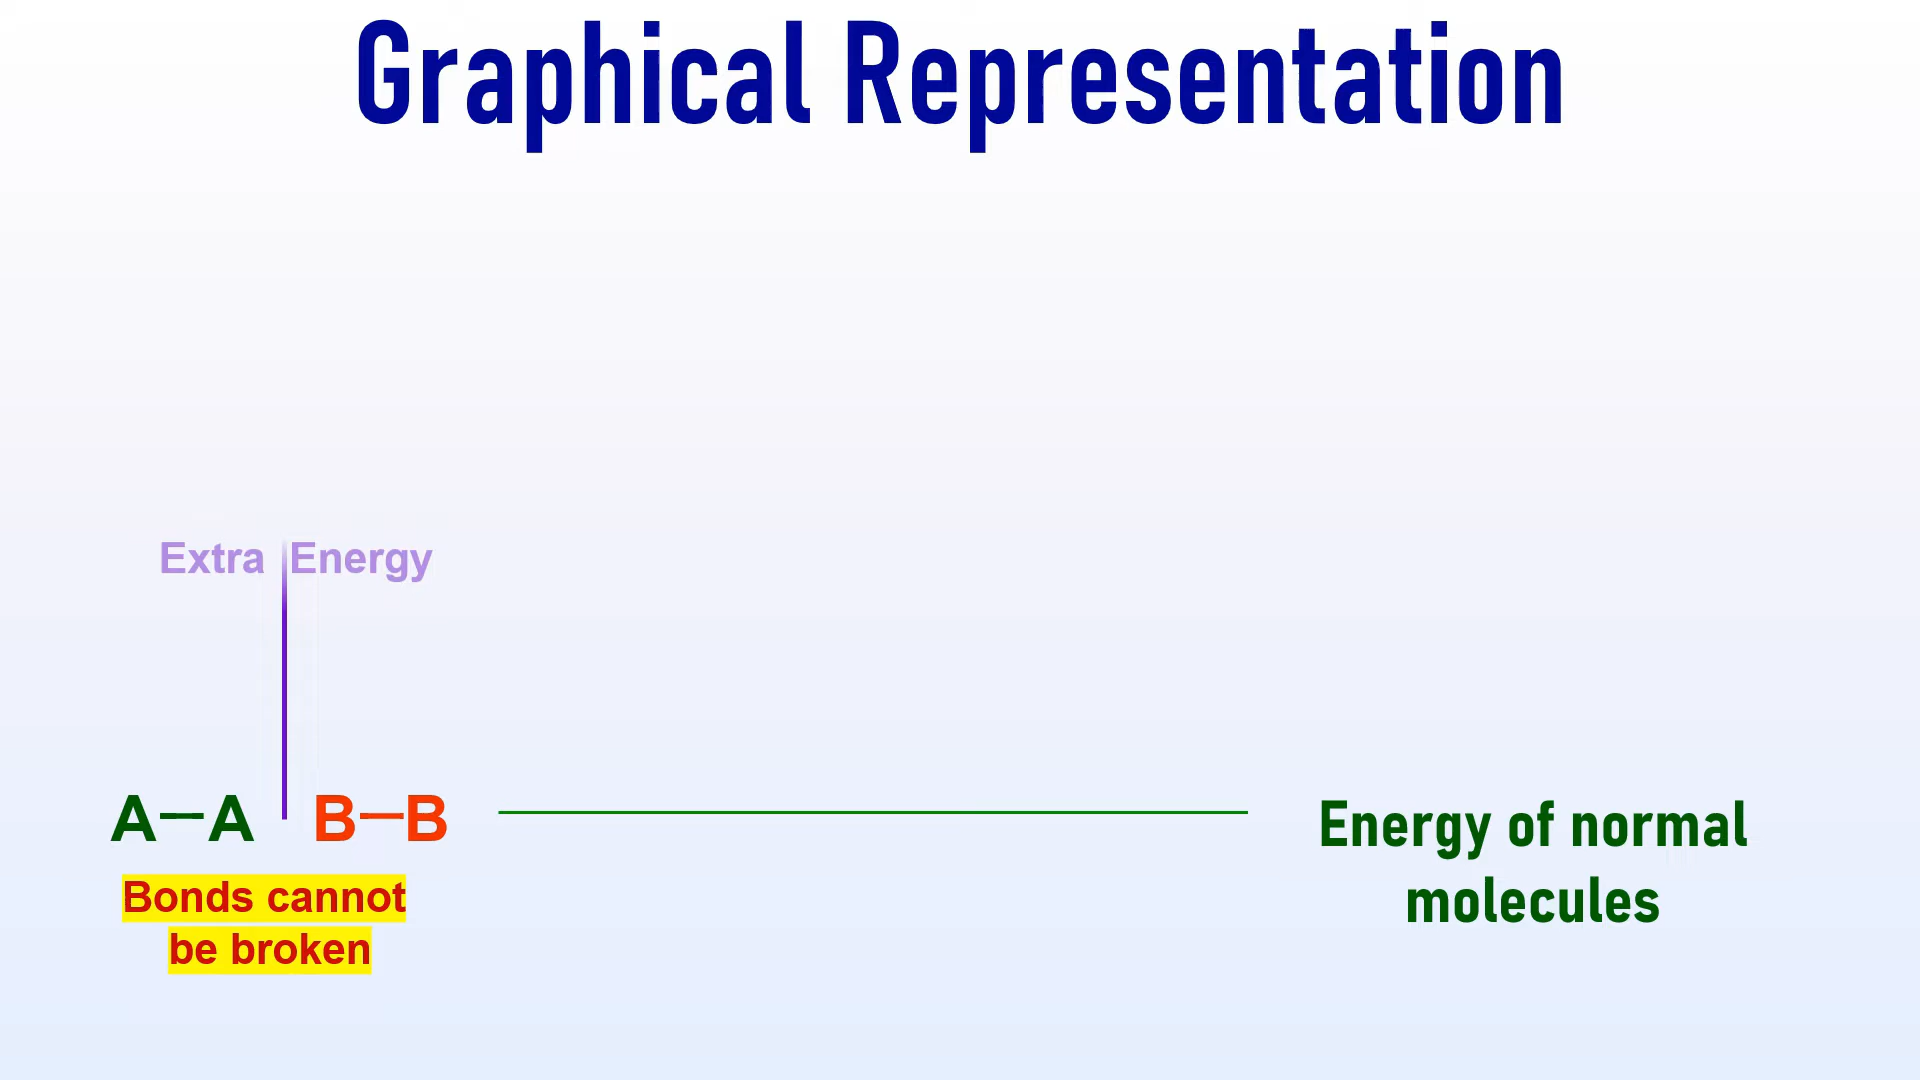 Graphical Representation
Extra Energy
A—A B—B
Bonds cannot
be broken
Energy of normal
molecules